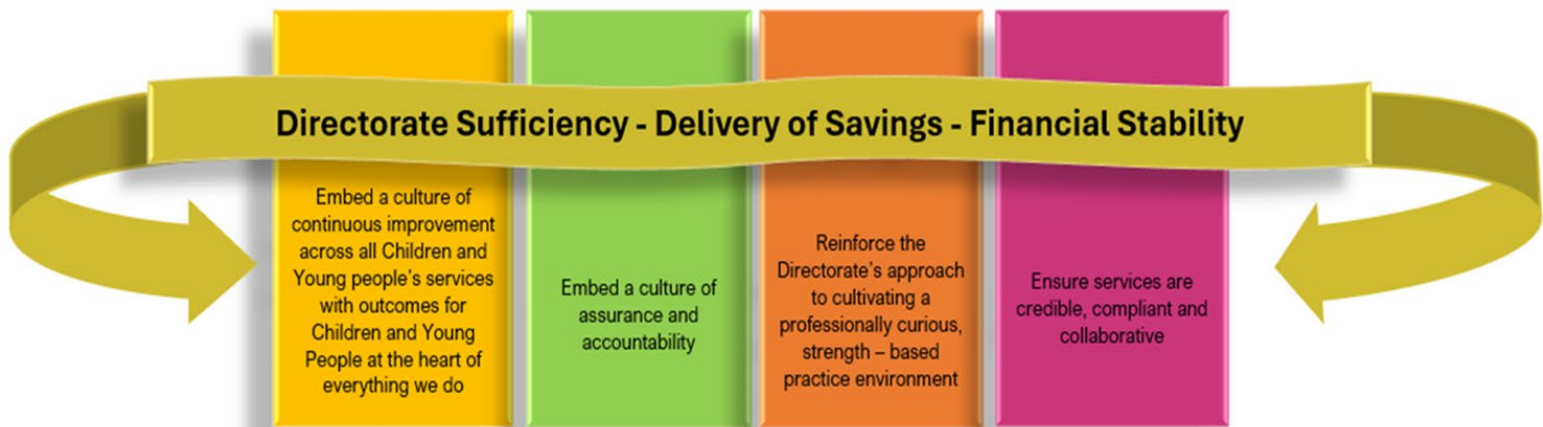 Directorate Sufficiency - Delivery of Savings - Financial Stability
Embed a culture of
continuous improvement
across all Children and
Young people's services
with outcomes for
Children and Young
People at the heart of
everything we do
Embed a culture of
assurance and
accountability
Reinforce the
Directorate's approach
to cultivating a
professionally curious,
strength – based
practice environment
Ensure services are
credible, compliant and
collaborative